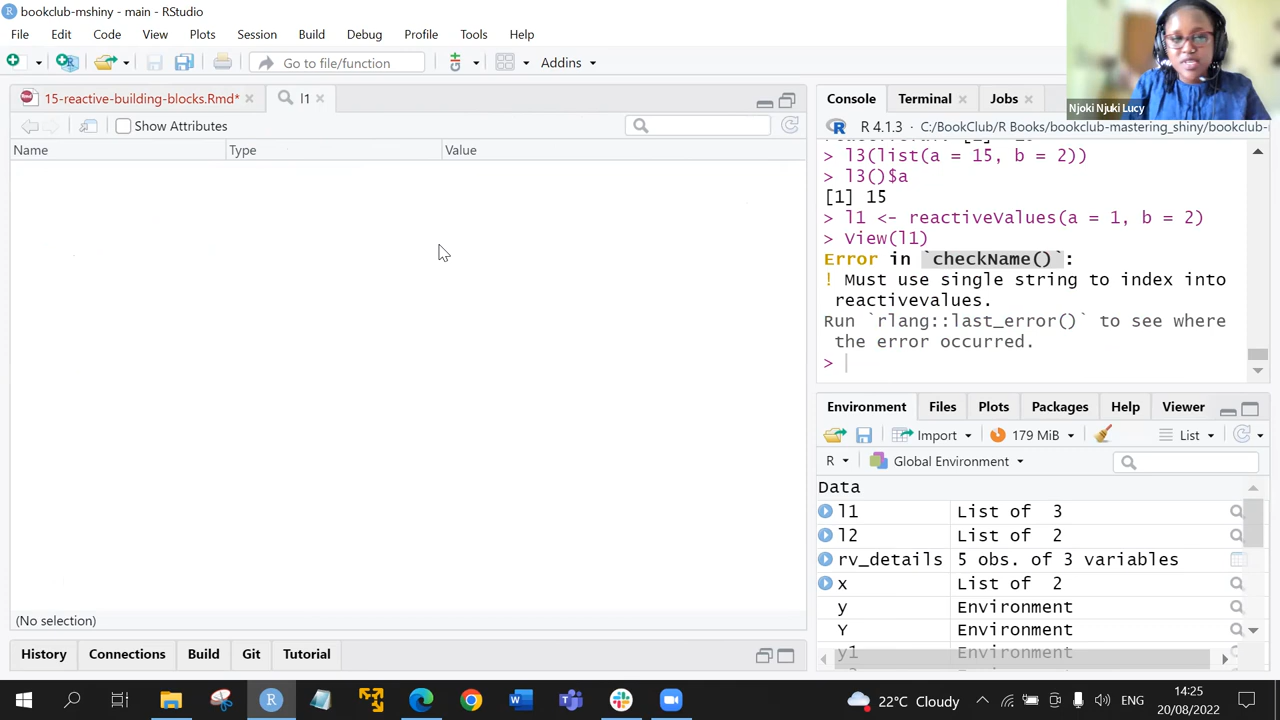 bookclub-mshiny - main - RStudio
File Edit Code View Plots Session Build Debug Profile Tools Help
Go to file/function Addins
15-reactive-building-blocks.Rmd* l1
Show Attributes
Name Type Value
(No selection)
History Connections Build Git Tutorial
Njoki Njuki Lucy
Console Terminal Jobs
R 4.1.3 · C:/BookClub/R Books/bookclub-mastering_shiny/bookclub-
> l3(list(a = 15, b = 2))
> l3()$a
[1] 15
> l1 <- reactiveValues(a = 1, b = 2)
> View(l1)
Error in `checkName()`:
! Must use single string to index into
reactivevalues.
Run `rlang::last_error()` to see where
the error occurred.
>
Environment Files Plots Packages Help Viewer
Import 179 MiB List
R Global Environment
Data
l1 List of 3
l2 List of 2
rv_details 5 obs. of 3 variables
x List of 2
y Environment
Y Environment
y1 Environment
22°C Cloudy ENG 14:25
20/08/2022